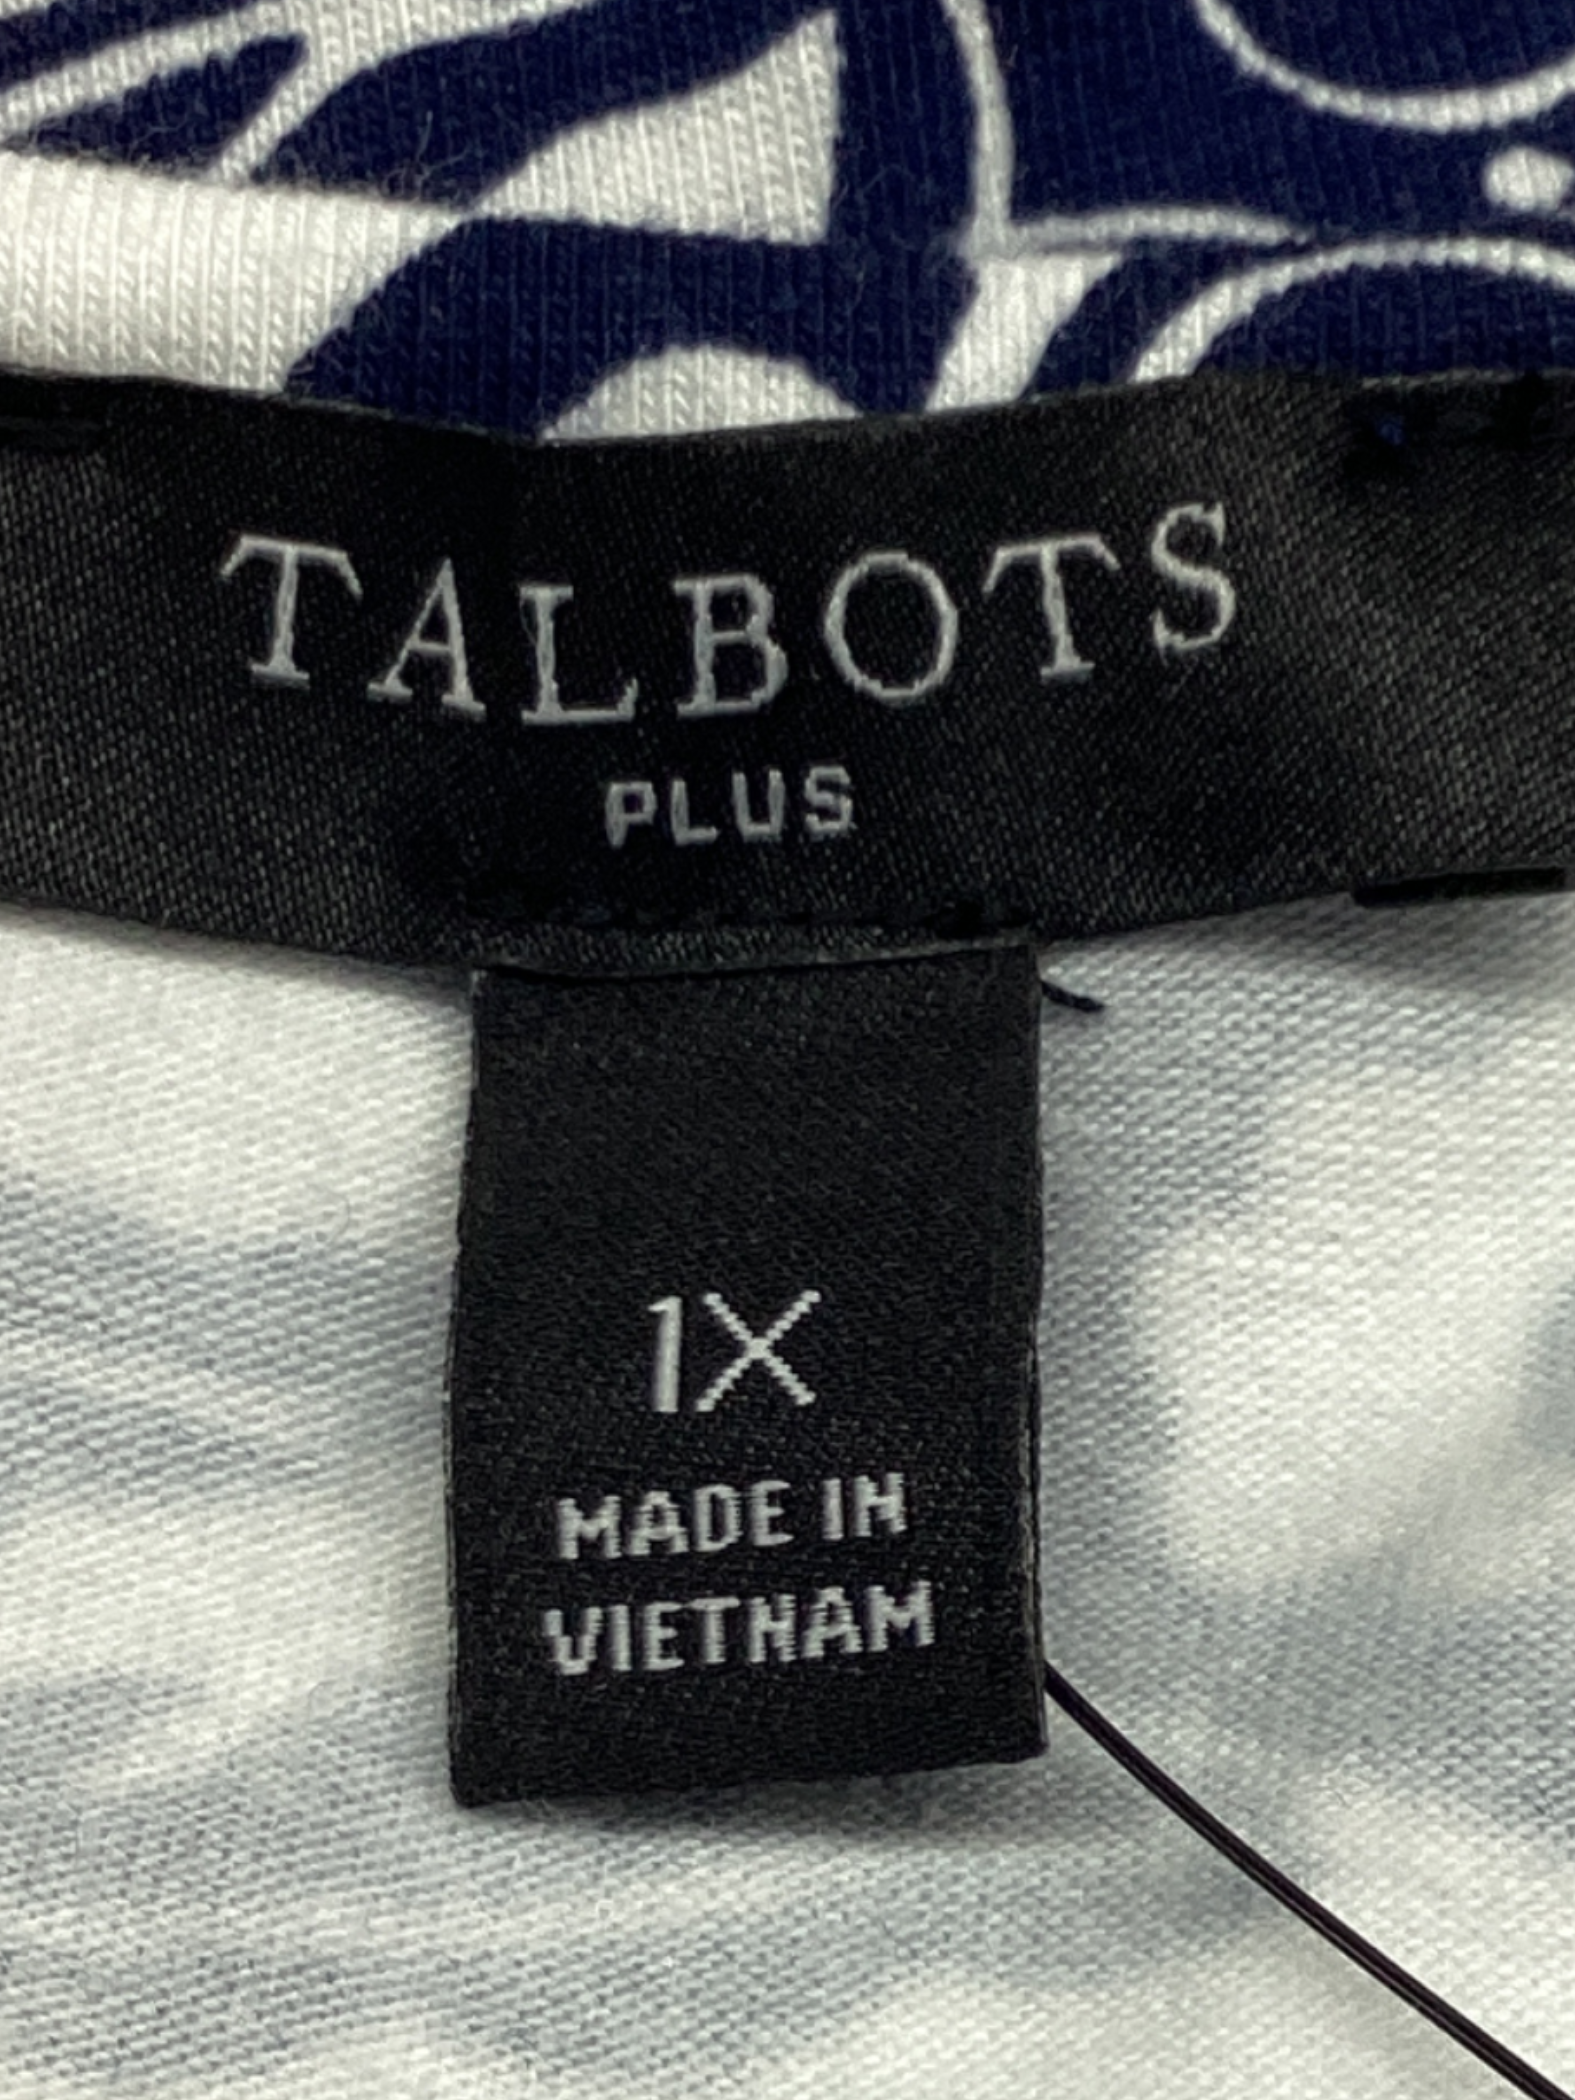 TALBOTS
PLUS
1X
MADE IN
VIETNAM